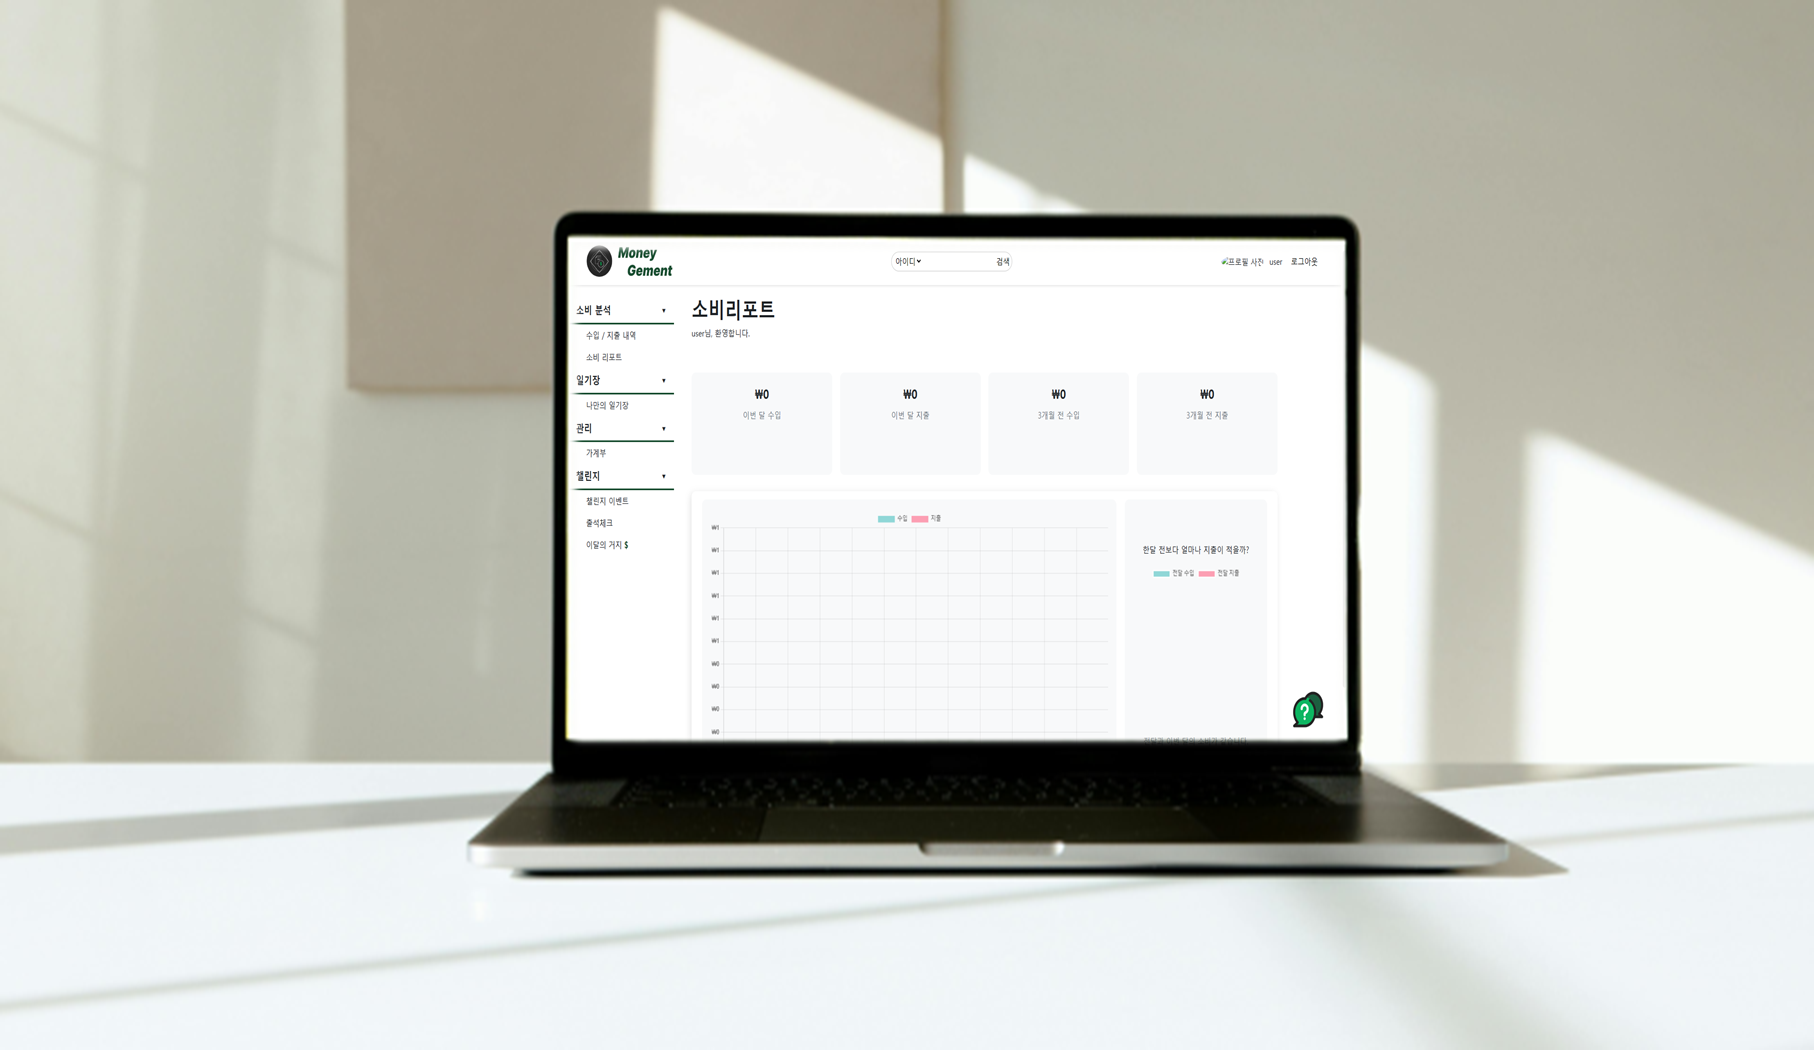 Money
Gement
아이디
검색
프로필 사진
user
로그아웃
소비 분석 ▼
수입 / 지출 내역
소비 리포트
일기장 ▼
나만의 일기장
관리 ▼
가계부
챌린지 ▼
챌린지 이벤트
출석체크
이달의 거지 $
소비리포트
user님, 환영합니다.
₩0
이번 달 수입
₩0
이번 달 지출
₩0
3개월 전 수입
₩0
3개월 전 지출
수입 지출
₩1
₩1
₩1
₩1
₩1
₩1
₩0
₩0
₩0
₩0
한달 전보다 얼마나 지출이 적을까?
전달 수입 전달 지출
?